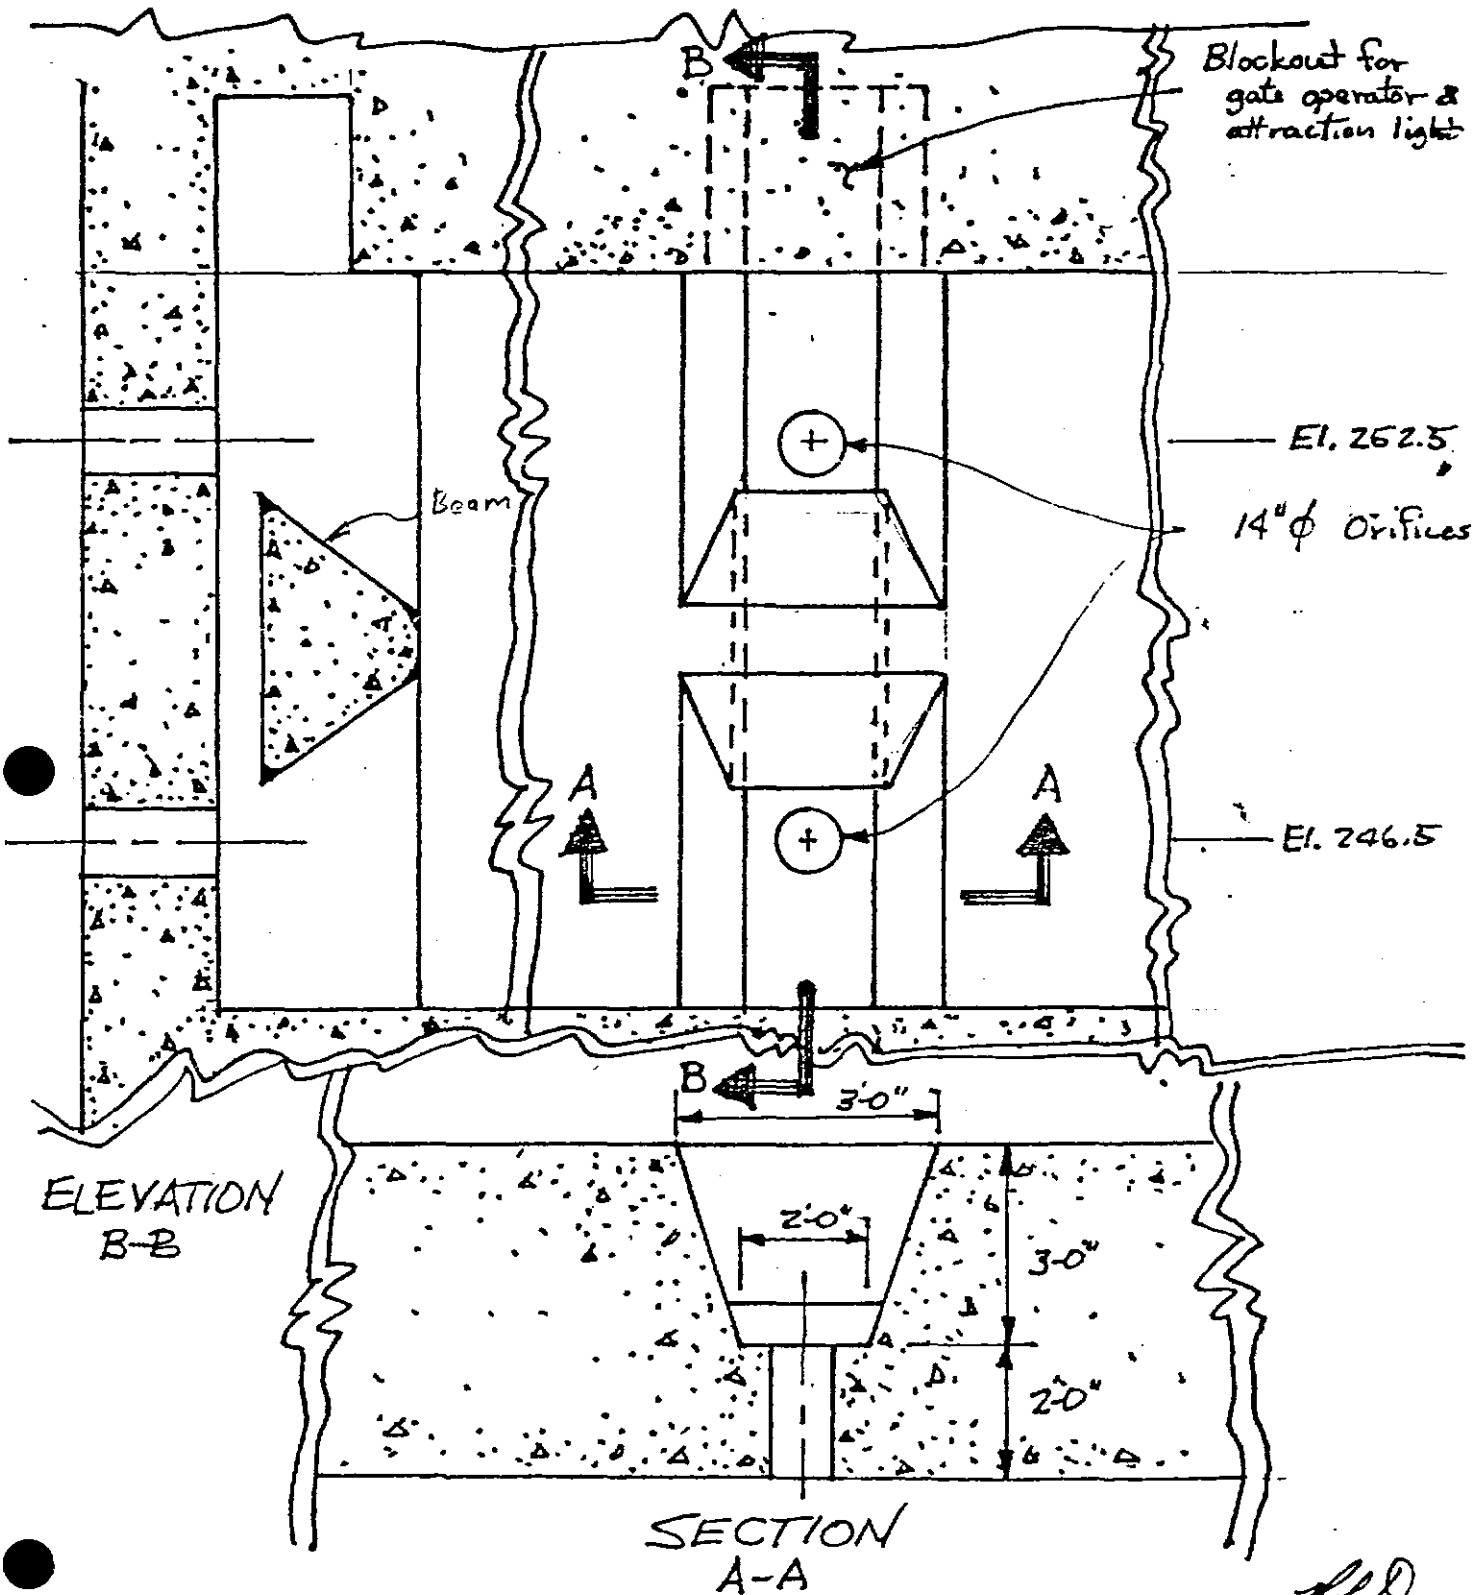 B
Blockout for
gate operator &
attraction light
El. 252.5
Beam
14"ϕ Orifices
A
A
El. 246.5
B
3'-0"
ELEVATION
B-B
2'-0"
3'-0"
2'-0"
SECTION
A-A